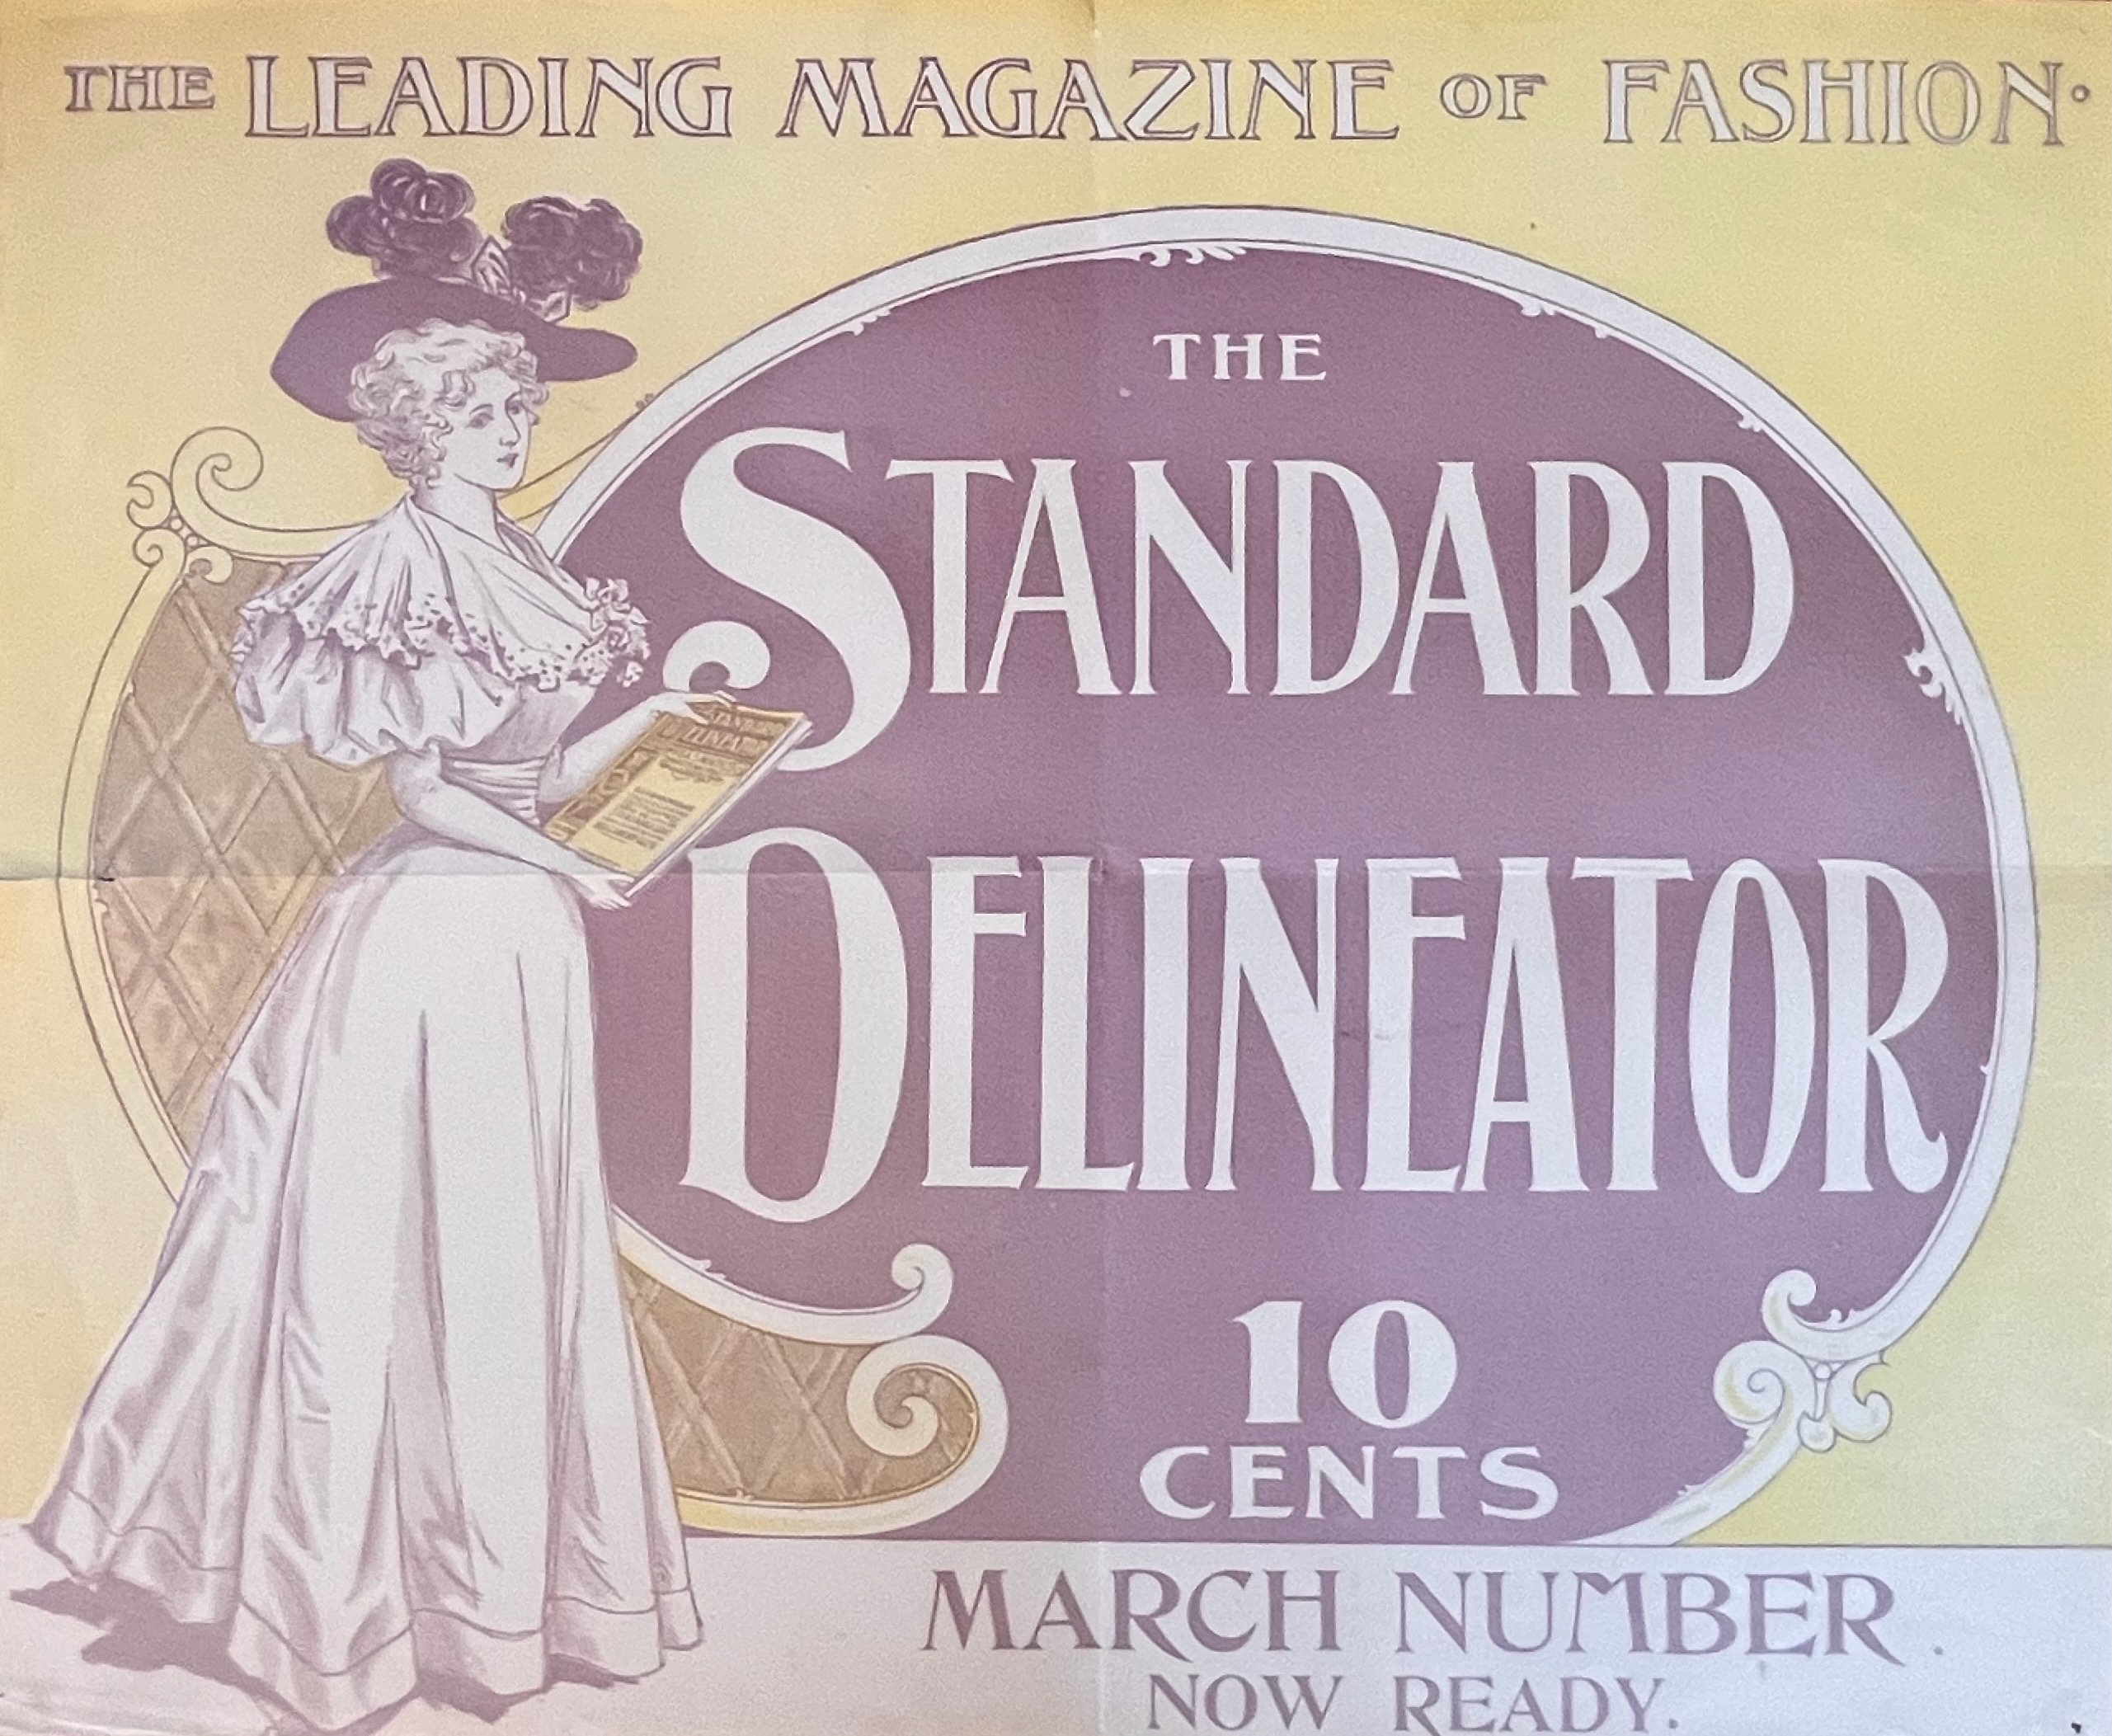 THE LEADING MAGAZINE OF FASHION.
THE
STANDARD
DELINEATOR
10
CENTS
MARCH NUMBER.
NOW READY.